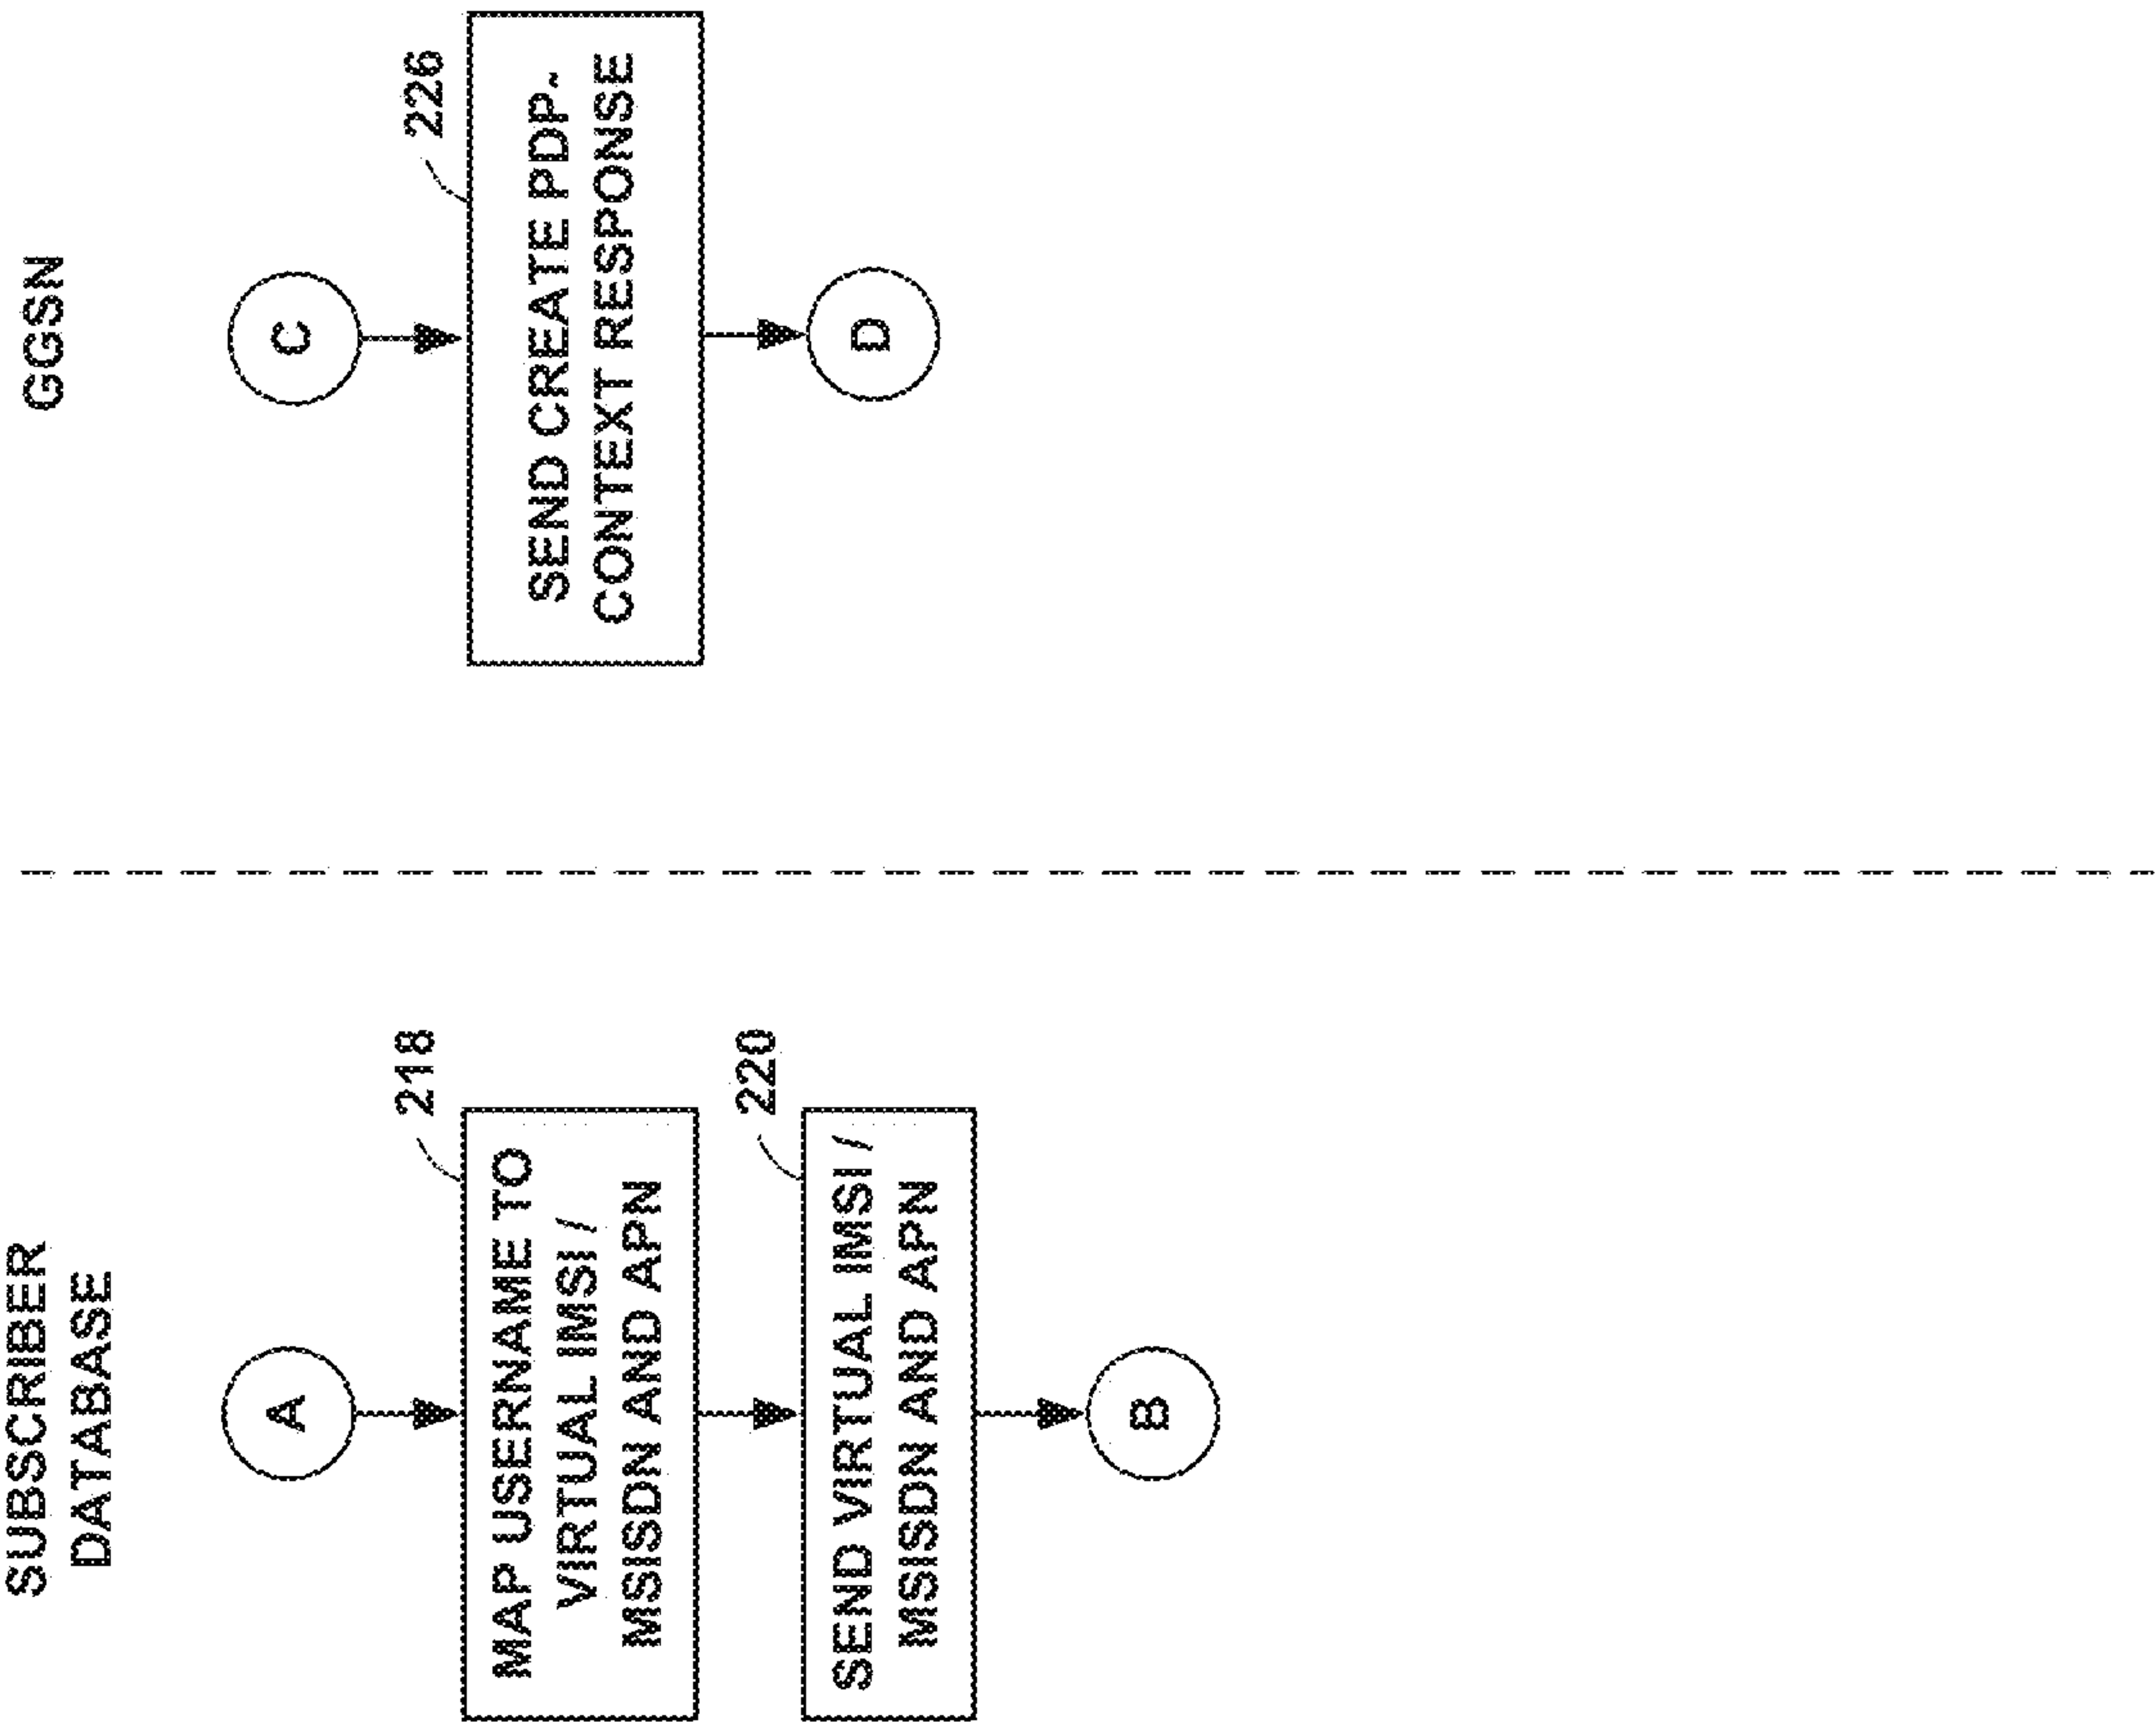 SUBSCRIBER
DATABASE
A
218
MAP USERNAME TO
VIRTUAL IMSI /
MSISDN AND APN
220
SEND VIRTUAL IMSI /
MSISDN AND APN
B
GGSN
C
226
SEND CREATE PDP-
CONTEXT RESPONSE
D